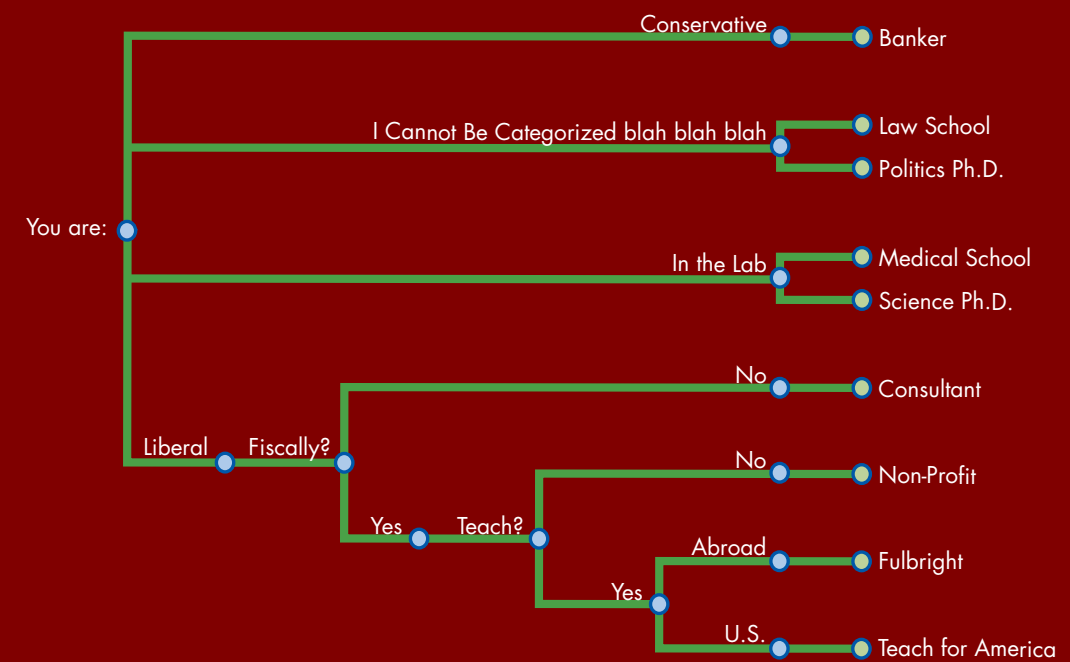 Conservative
Banker
I Cannot Be Categorized blah blah blah
Law School
Politics Ph.D.
You are:
In the Lab
Medical School
Science Ph.D.
No
Consultant
Liberal
Fiscally?
No
Non-Profit
Yes
Teach?
Abroad
Fulbright
Yes
U.S.
Teach for America